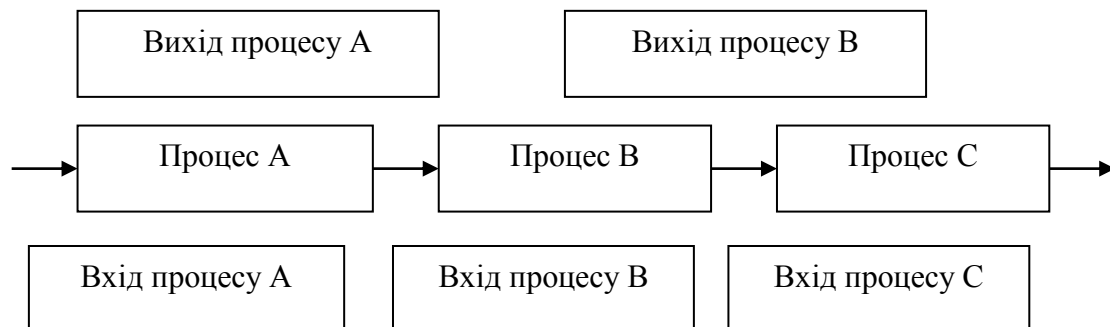 Вихід процесу А
Вихід процесу В
Процес А
Процес В
Процес С
Вхід процесу А
Вхід процесу В
Вхід процесу С